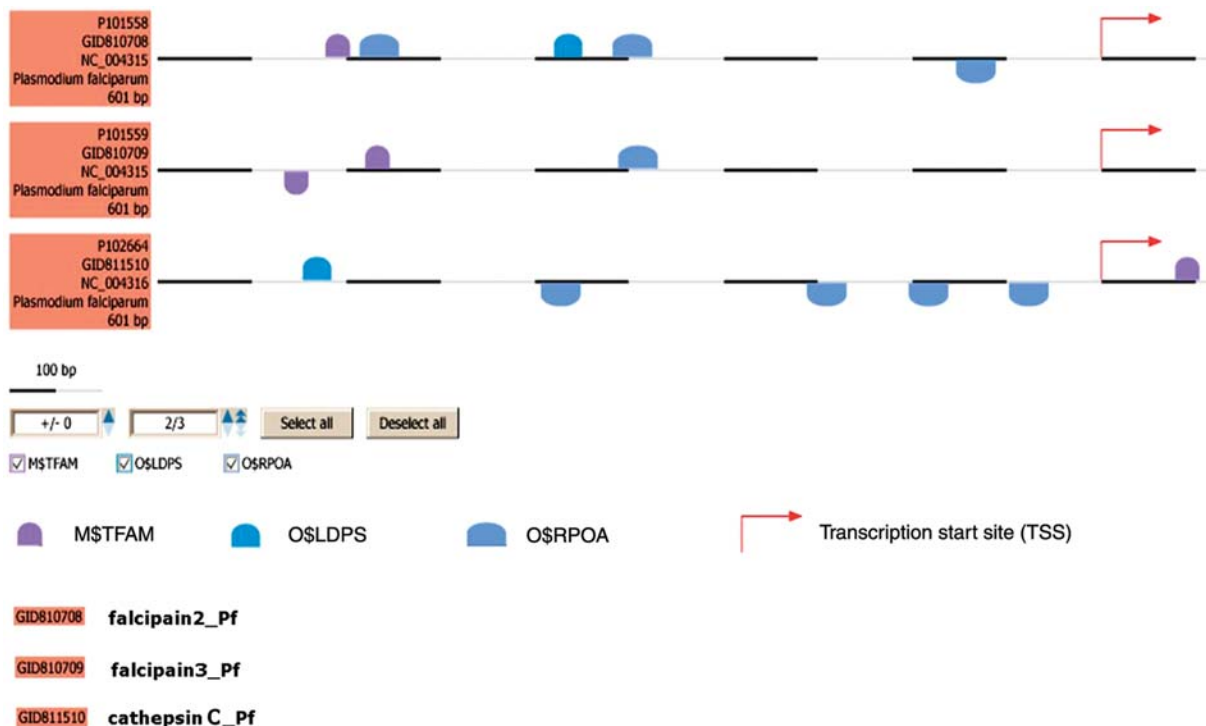 P101558
GID810708
NC_004315
Plasmodium falciparum
601 bp
P101559
GID810709
NC_004315
Plasmodium falciparum
601 bp
P102664
GID811510
NC_004316
Plasmodium falciparum
601 bp
100 bp
+/- 0 2/3 Select all Deselect all
M$TFAM O$LDPS O$RPOA
M$TFAM O$LDPS O$RPOA Transcription start site (TSS)
GID810708 falcipain2_Pf
GID810709 falcipain3_Pf
GID811510 cathepsin C_Pf